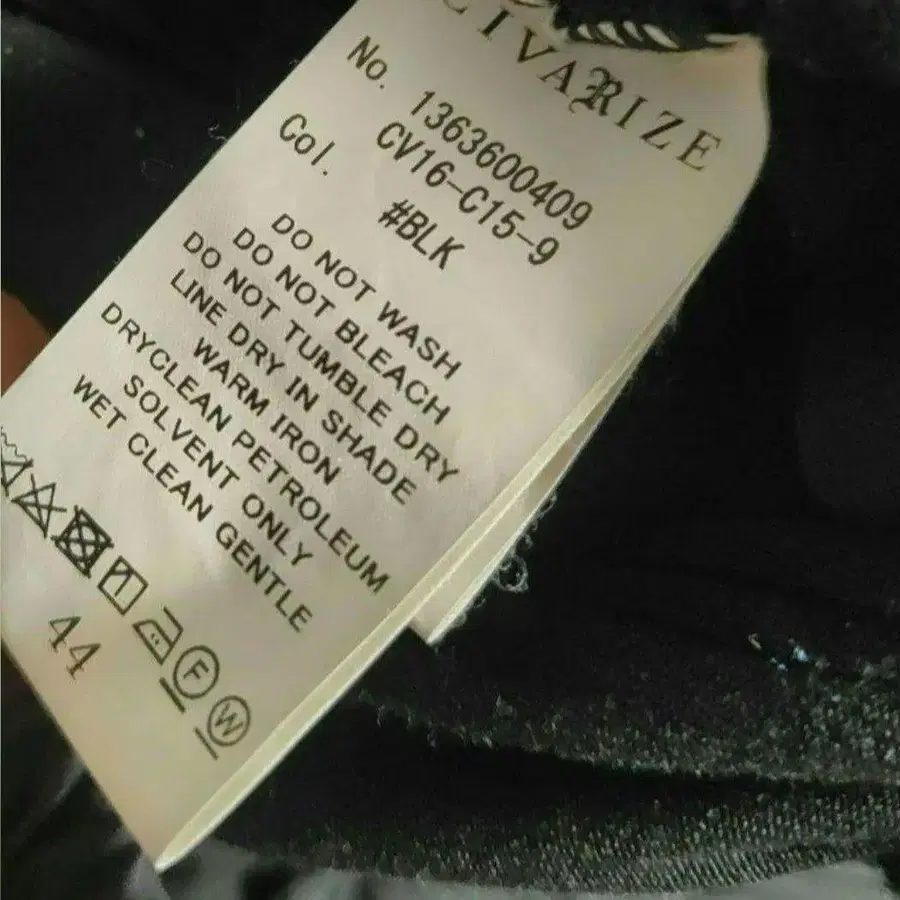 CIVARIZE
No. 1363600409
CV16-C15-9
Col. #BLK
DO NOT WASH
DO NOT BLEACH
DO NOT TUMBLE DRY
LINE DRY IN SHADE
WARM IRON
DRYCLEAN PETROLEUM
SOLVENT ONLY
WET CLEAN GENTLE
F
W
44